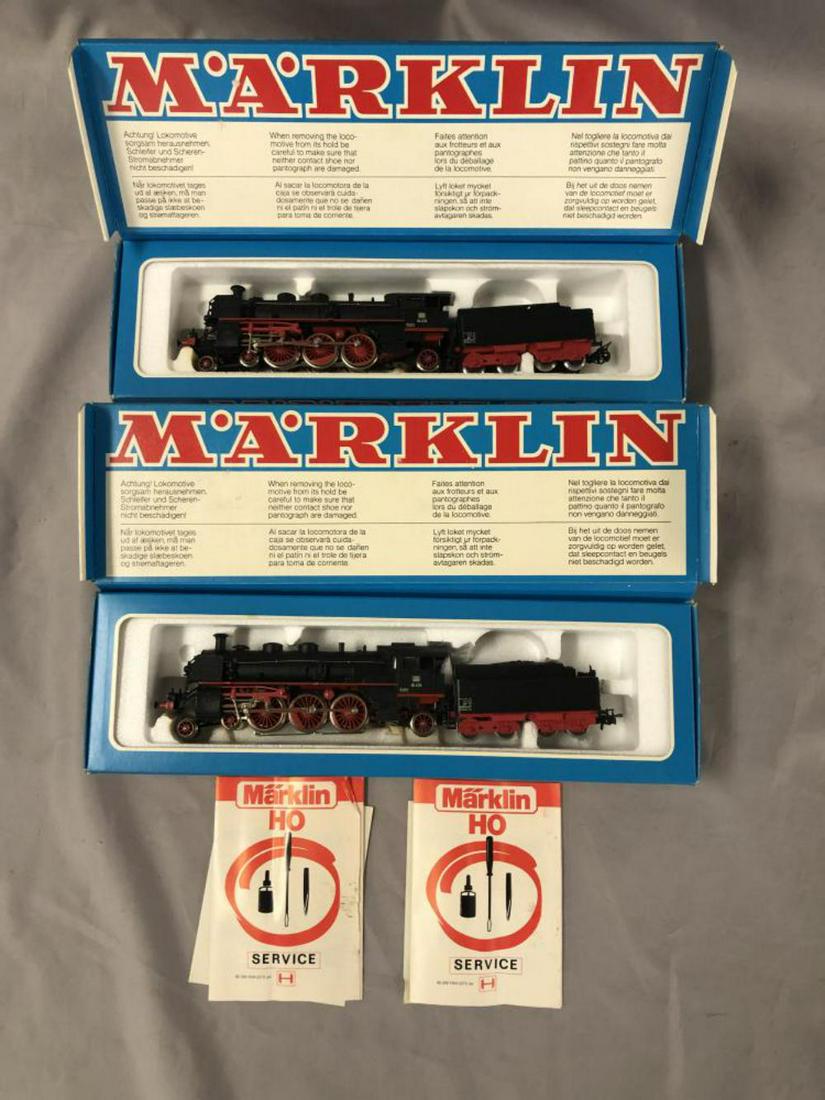 MÄRKLIN
Achtung! Lokomotive
sorgsam herausnehmen.
Schleifer und Scheren-
Stromabnehmer
nicht beschädigen!
When removing the loco-
motive from its hold be
careful to make sure that
neither contact shoe nor
pantograph are damaged.
Faites attention
aux frotteurs et aux
pantographes
lors du déballage
de la locomotive.
Nel togliere la locomotiva dai
rispettivi sostegni fare molta
attenzione che tanto il
pattino quanto il pantografo
non vengano danneggiati.
Når lokomotivet tages
ud af æsken, må man
passe på ikke at be-
skadige slæbeskoen
og strømaftageren.
Al sacar la locomotora de la
caja se observará cuida-
dosamente que no se dañen
ni el patín ni el trole de tijera
para toma de corriente.
Lyft loket mycket
försiktigt ur förpack-
ningen, så att inte
släpskon och ström-
avtagaren skadas.
Bij het uit de doos nemen
van de locomotief moet er
zorgvuldig op worden gelet,
dat sleepcontact en beugels
niet beschadigd worden.
MÄRKLIN
Achtung! Lokomotive
sorgsam herausnehmen.
Schleifer und Scheren-
Stromabnehmer
nicht beschädigen!
When removing the loco-
motive from its hold be
careful to make sure that
neither contact shoe nor
pantograph are damaged.
Faites attention
aux frotteurs et aux
pantographes
lors du déballage
de la locomotive.
Nel togliere la locomotiva dai
rispettivi sostegni fare molta
attenzione che tanto il
pattino quanto il pantografo
non vengano danneggiati.
Når lokomotivet tages
ud af æsken, må man
passe på ikke at be-
skadige slæbeskoen
og strømaftageren.
Al sacar la locomotora de la
caja se observará cuida-
dosamente que no se dañen
ni el patín ni el trole de tijera
para toma de corriente.
Lyft loket mycket
försiktigt ur förpack-
ningen, så att inte
släpskon och ström-
avtagaren skadas.
Bij het uit de doos nemen
van de locomotief moet er
zorgvuldig op worden gelet,
dat sleepcontact en beugels
niet beschadigd worden.
Märklin
HO
SERVICE
Märklin
HO
SERVICE